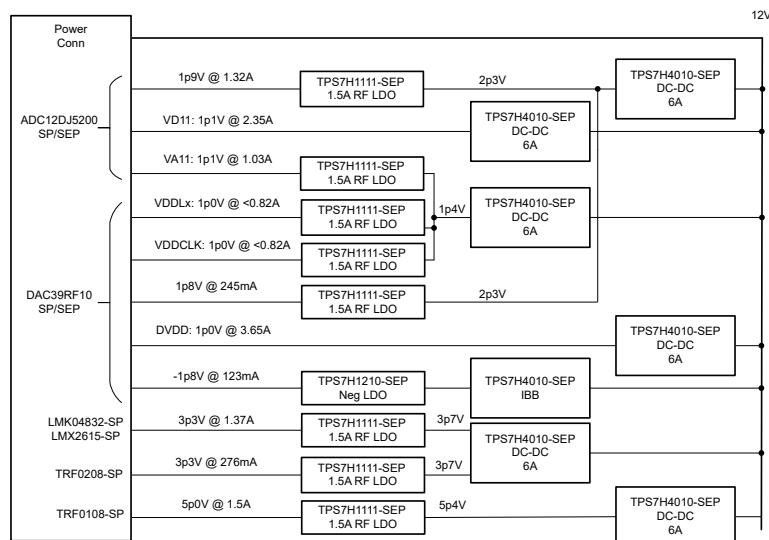 12V
Power
Conn
1p9V @ 1.32A
TPS7H1111-SEP
1.5A RF LDO
2p3V
TPS7H4010-SEP
DC-DC
6A
ADC12DJ5200
SP/SEP
VD11: 1p1V @ 2.35A
TPS7H4010-SEP
DC-DC
6A
VA11: 1p1V @ 1.03A
TPS7H1111-SEP
1.5A RF LDO
VDDLx: 1p0V @ <0.82A
TPS7H1111-SEP
1.5A RF LDO
1p4V
TPS7H4010-SEP
DC-DC
6A
VDDCLK: 1p0V @ <0.82A
TPS7H1111-SEP
1.5A RF LDO
DAC39RF10
SP/SEP
1p8V @ 245mA
TPS7H1111-SEP
1.5A RF LDO
2p3V
DVDD: 1p0V @ 3.65A
TPS7H4010-SEP
DC-DC
6A
-1p8V @ 123mA
TPS7H1210-SEP
Neg LDO
TPS7H4010-SEP
IBB
LMK04832-SP
LMX2615-SP
3p3V @ 1.37A
TPS7H1111-SEP
1.5A RF LDO
3p7V
TPS7H4010-SEP
DC-DC
6A
TRF0208-SP
3p3V @ 276mA
TPS7H1111-SEP
1.5A RF LDO
3p7V
TRF0108-SP
5p0V @ 1.5A
TPS7H1111-SEP
1.5A RF LDO
5p4V
TPS7H4010-SEP
DC-DC
6A